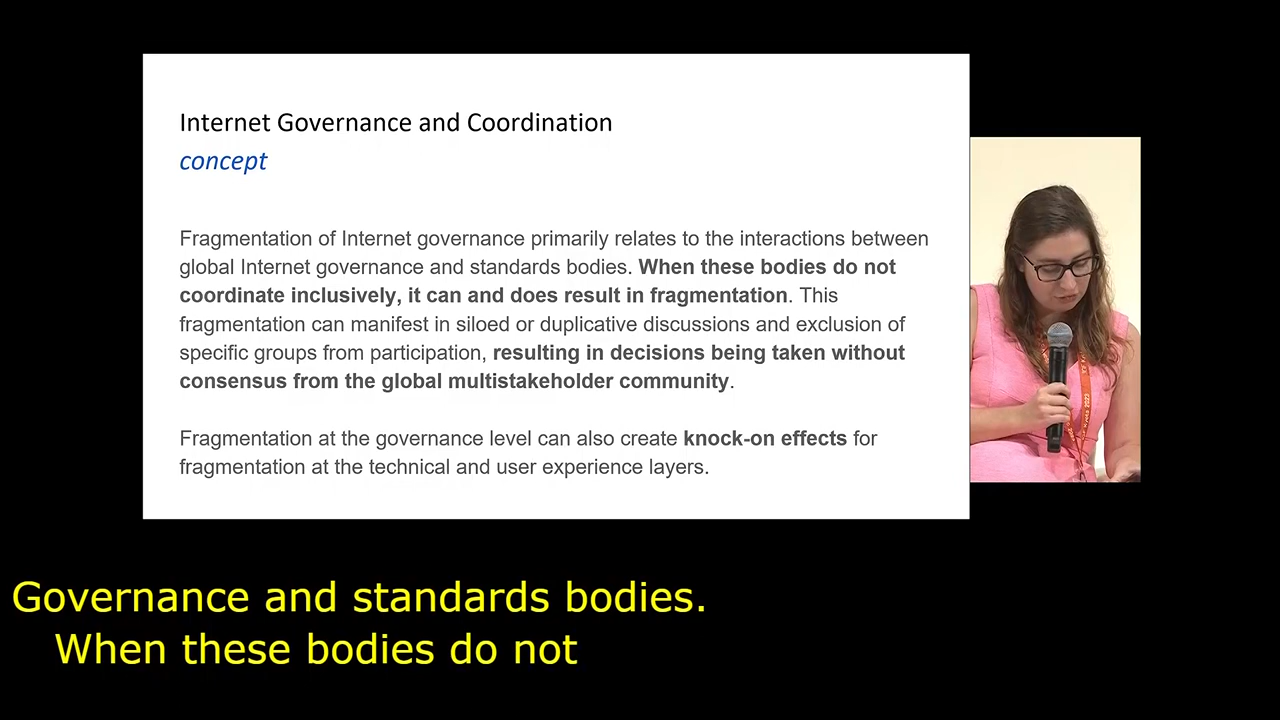 Internet Governance and Coordination
concept
Fragmentation of Internet governance primarily relates to the interactions between
global Internet governance and standards bodies. When these bodies do not
coordinate inclusively, it can and does result in fragmentation. This
fragmentation can manifest in siloed or duplicative discussions and exclusion of
specific groups from participation, resulting in decisions being taken without
consensus from the global multistakeholder community.
Fragmentation at the governance level can also create knock-on effects for
fragmentation at the technical and user experience layers.
Governance and standards bodies.
When these bodies do not